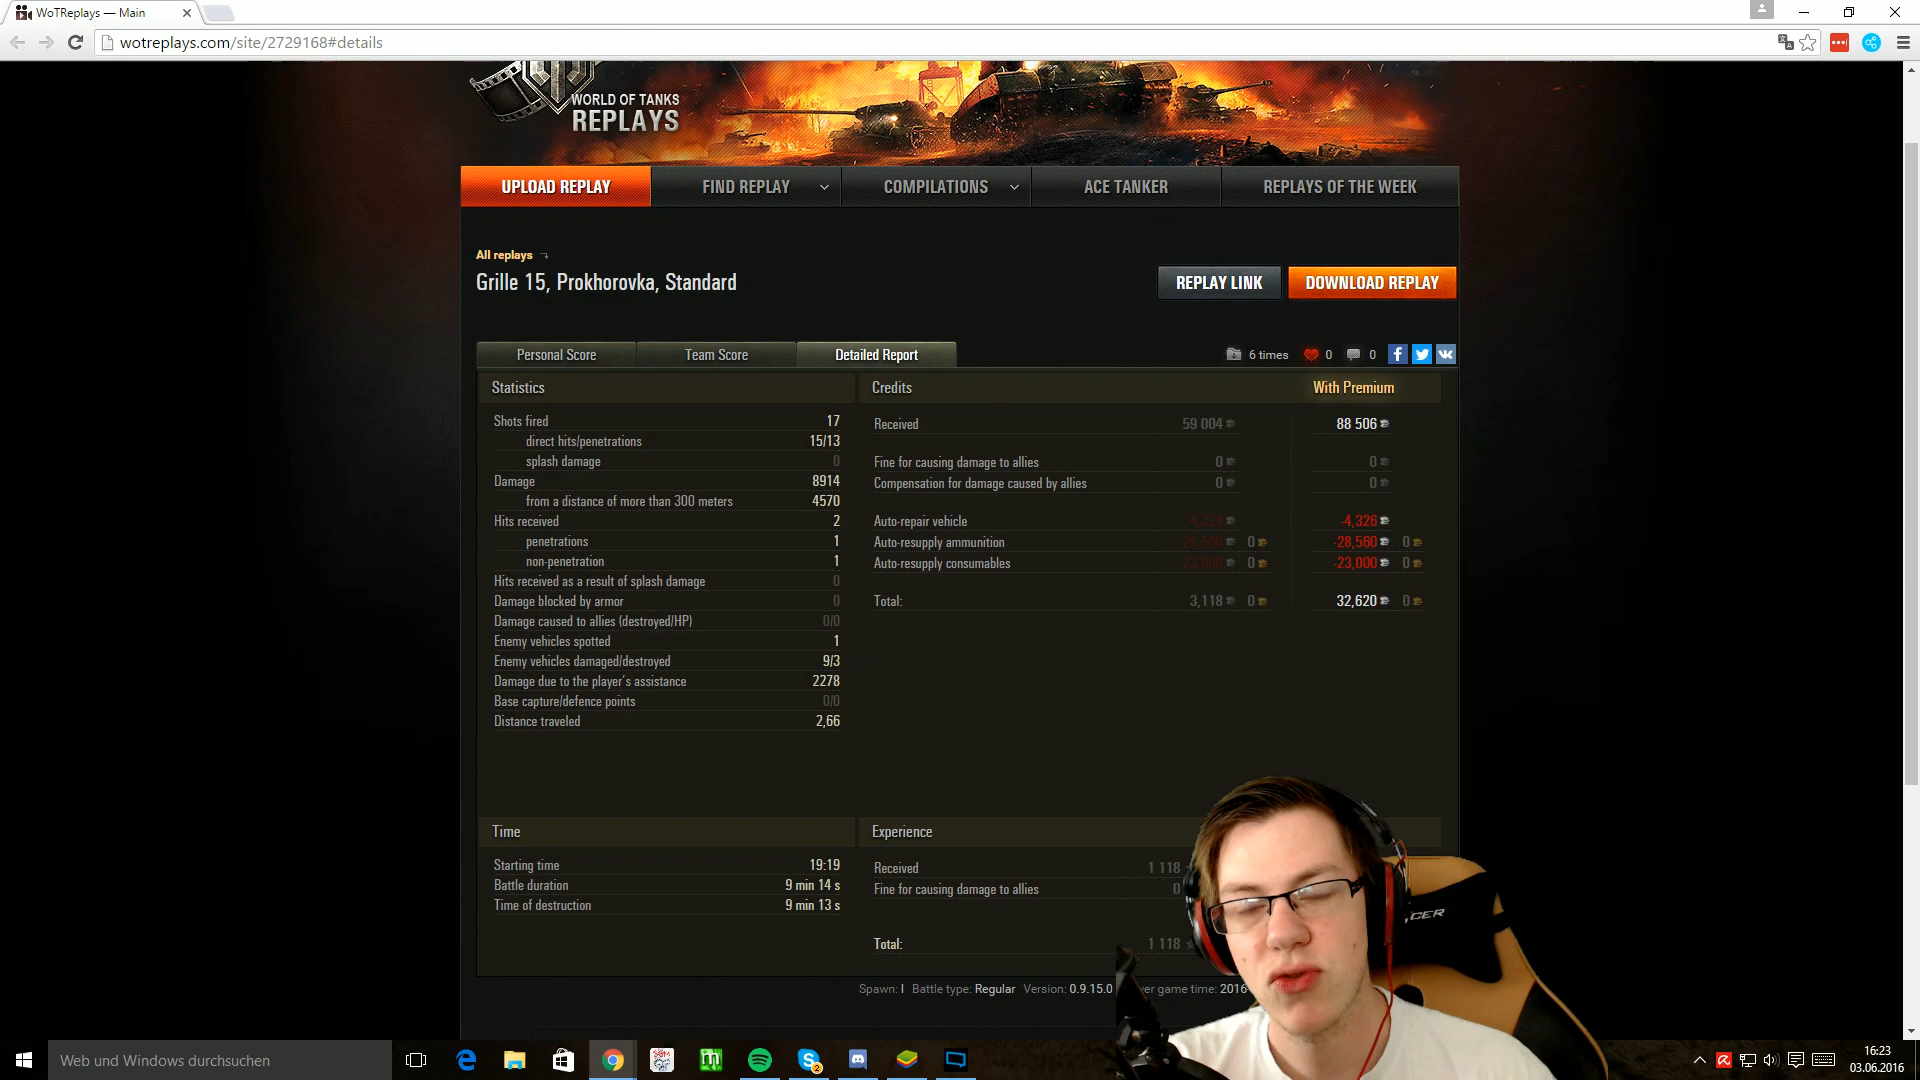 WoTReplays — Main
wotreplays.com/site/2729168#details
WORLD OF TANKS
REPLAYS
UPLOAD REPLAY FIND REPLAY COMPILATIONS ACE TANKER REPLAYS OF THE WEEK
All replays
Grille 15, Prokhorovka, Standard
REPLAY LINK DOWNLOAD REPLAY
Personal Score Team Score Detailed Report 6 times 0 0
Statistics Credits With Premium
Shots fired 17
direct hits/penetrations 15/13
splash damage 0
Damage 8914
from a distance of more than 300 meters 4570
Hits received 2
penetrations 1
non-penetration 1
Hits received as a result of splash damage 0
Damage blocked by armor 0
Damage caused to allies (destroyed/HP) 0/0
Enemy vehicles spotted 1
Enemy vehicles damaged/destroyed 9/3
Damage due to the player's assistance 2278
Base capture/defence points 0/0
Distance traveled 2,66
Received 59 004 88 506
Fine for causing damage to allies 0 0
Compensation for damage caused by allies 0 0
Auto-repair vehicle -4,326 -4,326
Auto-resupply ammunition -28,560 0 -28,560 0
Auto-resupply consumables -23,000 0 -23,000 0
Total: 3,118 0 32,620 0
Time
Starting time 19:19
Battle duration 9 min 14 s
Time of destruction 9 min 13 s
Experience
Received 1 118
Fine for causing damage to allies 0
Total: 1 118
Spawn: I Battle type: Regular Version: 0.9.15.0 er game time: 2016-
Web und Windows durchsuchen
2
16:23
03.06.2016